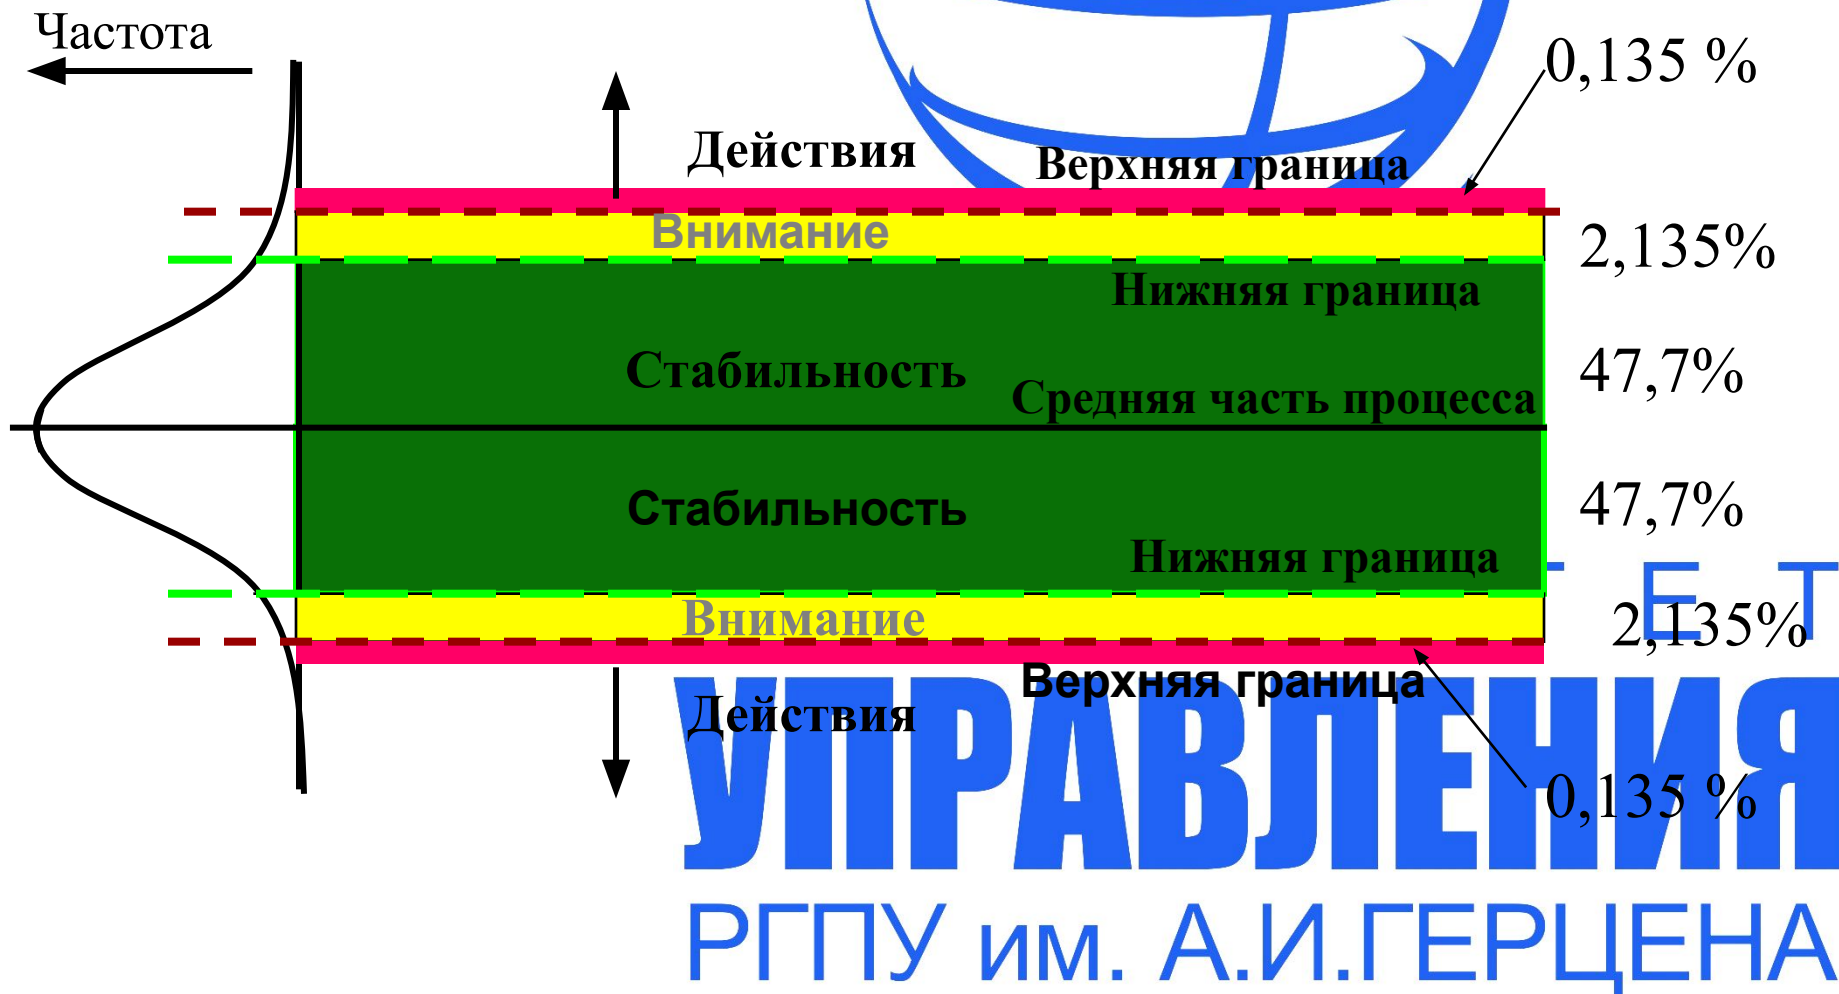 Частота
0,135 %
Действия
Верхняя граница
Внимание
2,135%
Нижняя граница
Стабильность
47,7%
Средняя часть процесса
Стабильность
47,7%
Нижняя граница
Е Т
Внимание
2,135%
Верхняя граница
Действия
0,135 %
УПРАВЛЕНИЯ
РГПУ им. А.И.ГЕРЦЕНА